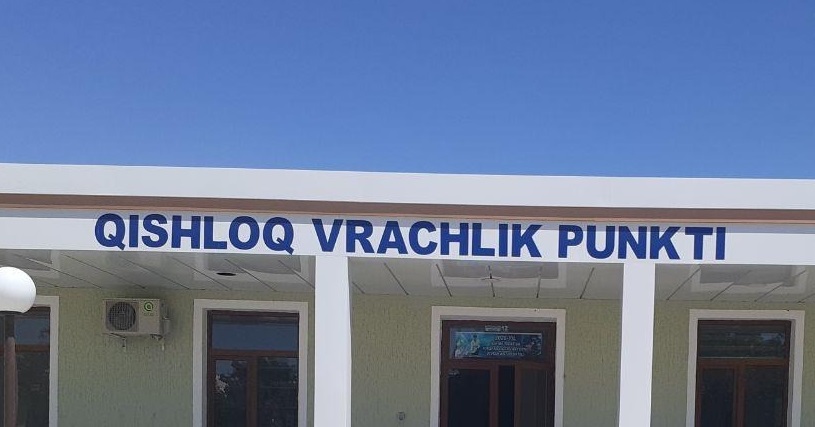 QISHLOQ VRACHLIK PUNKTI